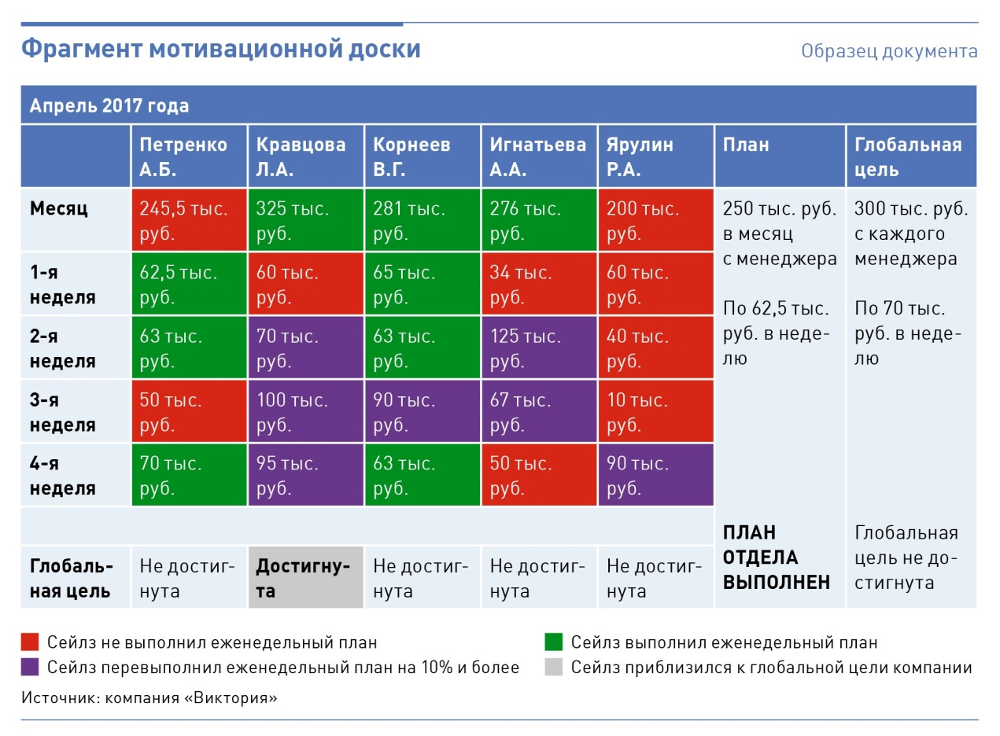 Фрагмент мотивационной доски
Образец документа
Апрель 2017 года
Петренко
А.Б.
Кравцова
Л.А.
Корнеев
В.Г.
Игнатьева
А.А.
Ярулин
Р.А.
План
Глобальная
цель
Месяц
245,5 тыс.
руб.
325 тыс.
руб.
281 тыс.
руб.
276 тыс.
руб.
200 тыс.
руб.
250 тыс. руб.
в месяц
с менеджера
По 62,5 тыс.
руб. в неде-
лю
300 тыс. руб.
с каждого
менеджера
По 70 тыс.
руб. в неде-
лю
1-я
неделя
62,5 тыс.
руб.
60 тыс.
руб.
65 тыс.
руб.
34 тыс.
руб.
60 тыс.
руб.
2-я
неделя
63 тыс.
руб.
70 тыс.
руб.
63 тыс.
руб.
125 тыс.
руб.
40 тыс.
руб.
3-я
неделя
50 тыс.
руб.
100 тыс.
руб.
90 тыс.
руб.
67 тыс.
руб.
10 тыс.
руб.
4-я
неделя
70 тыс.
руб.
95 тыс.
руб.
63 тыс.
руб.
50 тыс.
руб.
90 тыс.
руб.
Глобаль-
ная цель
Не достиг-
нута
Достигну-
та
Не достиг-
нута
Не достиг-
нута
Не достиг-
нута
ПЛАН
ОТДЕЛА
ВЫПОЛНЕН
Глобальная
цель не до-
стигнута
Сейлз не выполнил еженедельный план
Сейлз выполнил еженедельный план
Сейлз перевыполнил еженедельный план на 10% и более
Сейлз приблизился к глобальной цели компании
Источник: компания «Виктория»